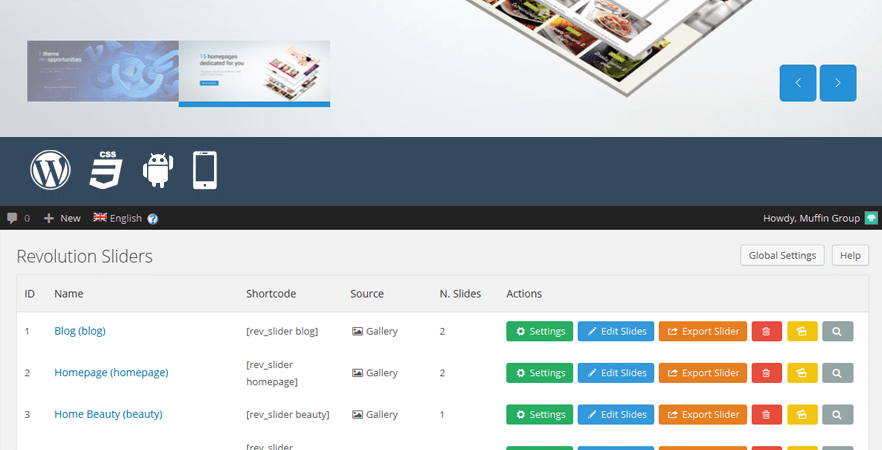 1 theme
∞ opportunities
15 homepages
dedicated for you
CSS
0
New
English
?
Howdy, Muffin Group
Revolution Sliders
Global Settings
Help
ID Name Shortcode Source N. Slides Actions
1 Blog (blog) [rev_slider blog] Gallery 2 Settings Edit Slides Export Slider
2 Homepage (homepage) [rev_slider
homepage] Gallery 2 Settings Edit Slides Export Slider
3 Home Beauty (beauty) [rev_slider beauty] Gallery 1 Settings Edit Slides Export Slider
[rev_slider